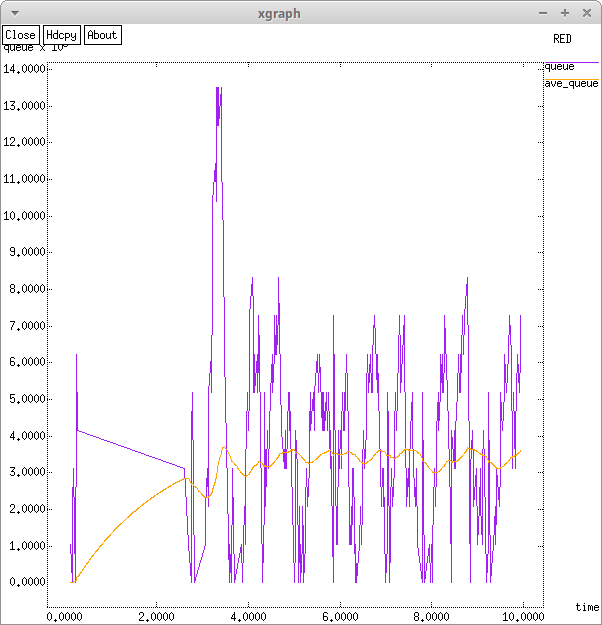 xgraph
Close Hdcpy About
RED
queue x 10
queue
ave_queue
14.0000
13.0000
12.0000
11.0000
10.0000
9.0000
8.0000
7.0000
6.0000
5.0000
4.0000
3.0000
2.0000
1.0000
0.0000
time
0.0000 2.0000 4.0000 6.0000 8.0000 10.0000